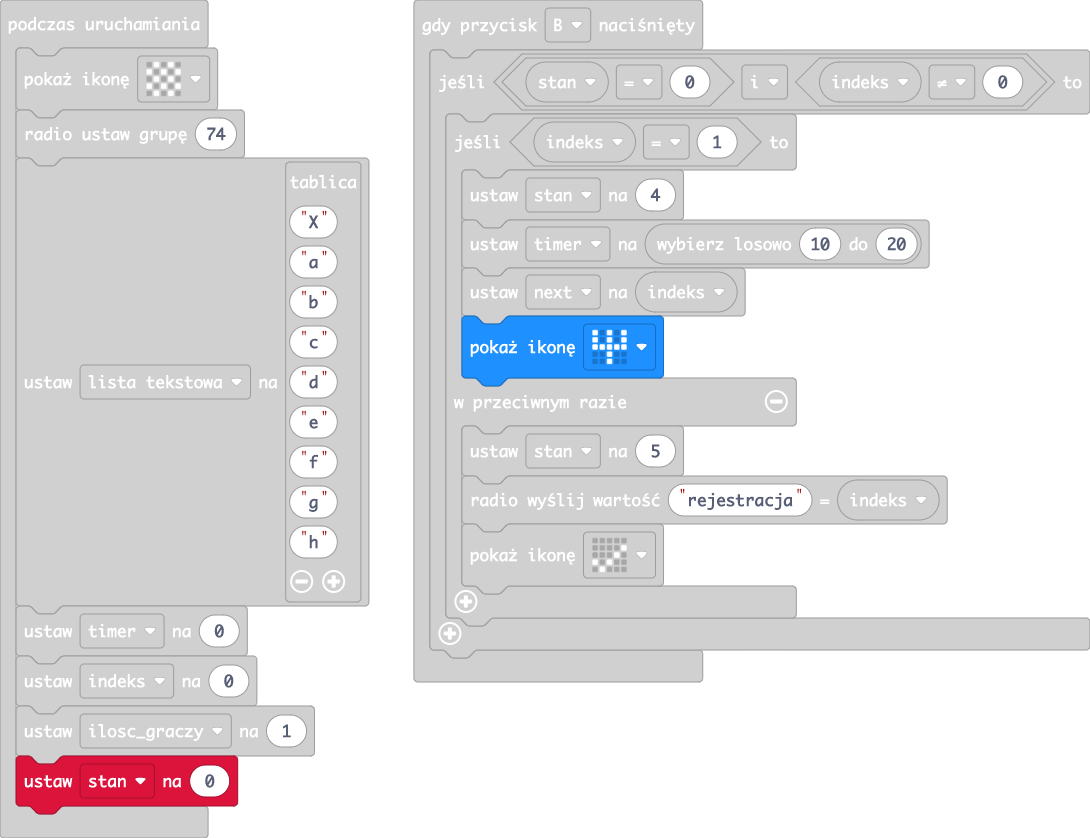 podczas uruchamiania
pokaż ikonę
radio ustaw grupę 74
ustaw lista tekstowa na
tablica
"X"
"a"
"b"
"c"
"d"
"e"
"f"
"g"
"h"
ustaw timer na 0
ustaw indeks na 0
ustaw ilosc_graczy na 1
ustaw stan na 0
gdy przycisk B naciśnięty
jeśli stan = 0 i indeks ≠ 0 to
jeśli indeks = 1 to
ustaw stan na 4
ustaw timer na wybierz losowo 10 do 20
ustaw next na indeks
pokaż ikonę
w przeciwnym razie
ustaw stan na 5
radio wyślij wartość "rejestracja" = indeks
pokaż ikonę